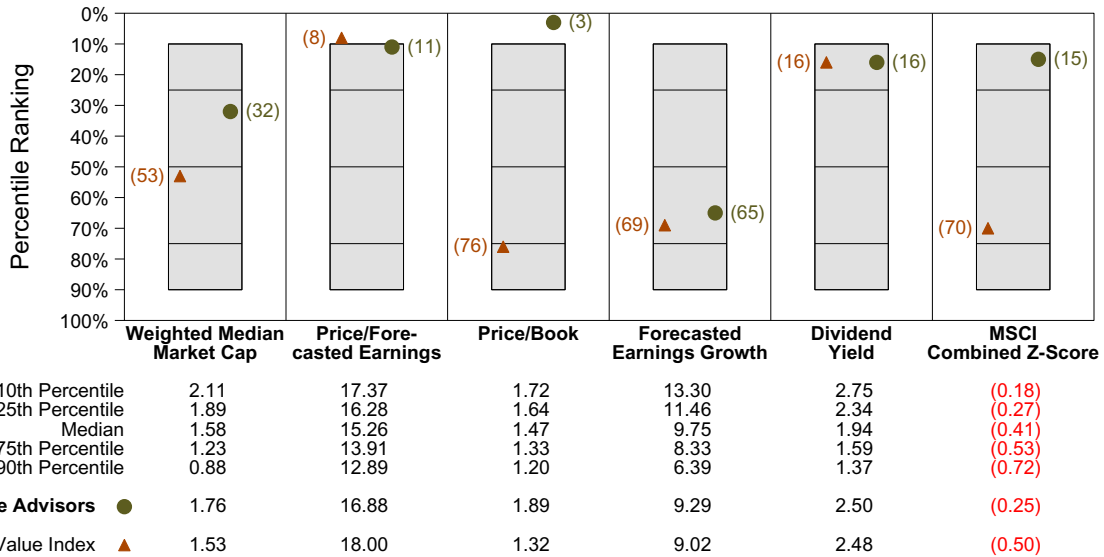 Percentile Ranking
0%
10%
20%
30%
40%
50%
60%
70%
80%
90%
100%
(53) (32)
(8) (11)
(76) (3)
(69) (65)
(16) (16)
(70) (15)
Weighted Median Market Cap
Price/Fore-casted Earnings
Price/Book
Forecasted Earnings Growth
Dividend Yield
MSCI Combined Z-Score
10th Percentile 2.11 17.37 1.72 13.30 2.75 (0.18)
25th Percentile 1.89 16.28 1.64 11.46 2.34 (0.27)
Median 1.58 15.26 1.47 9.75 1.94 (0.41)
75th Percentile 1.23 13.91 1.33 8.33 1.59 (0.53)
90th Percentile 0.88 12.89 1.20 6.39 1.37 (0.72)
e Advisors 1.76 16.88 1.89 9.29 2.50 (0.25)
Value Index 1.53 18.00 1.32 9.02 2.48 (0.50)